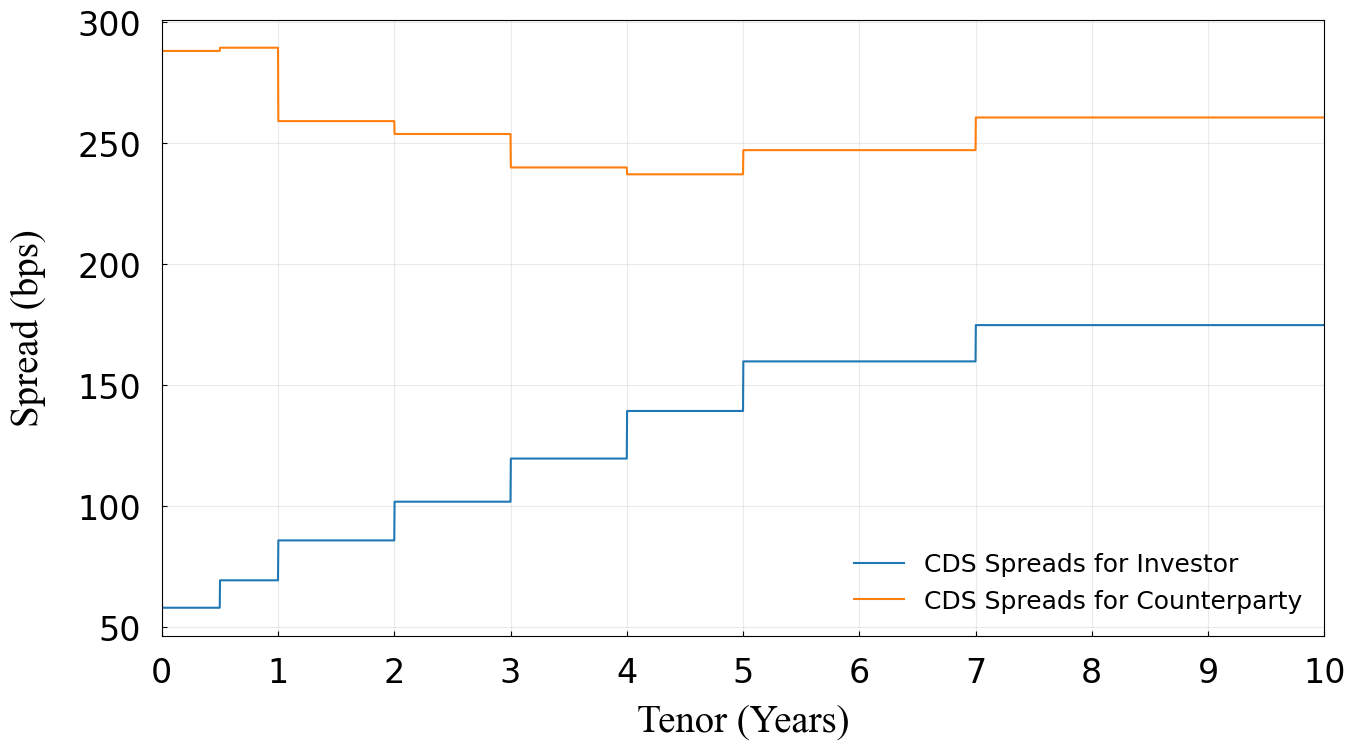 300
250
200
150
100
50
Spread (bps)
CDS Spreads for Investor
CDS Spreads for Counterparty
0 1 2 3 4 5 6 7 8 9 10
Tenor (Years)